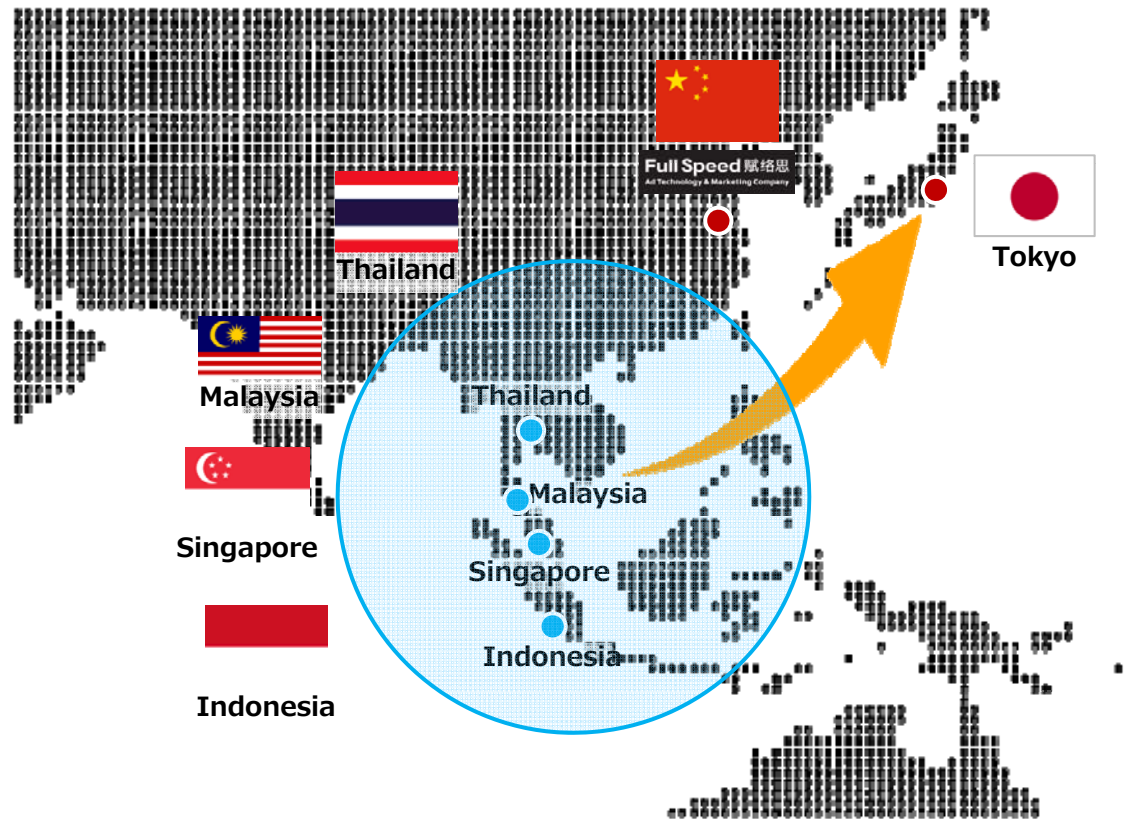 Full Speed 赋络思
Ad Technology & Marketing Company
Thailand
Tokyo
Malaysia
Thailand
Malaysia
Singapore
Singapore
Indonesia
Indonesia